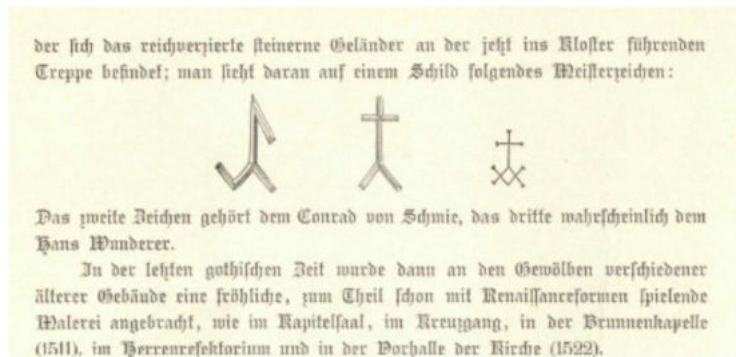 der ſich das reichverzierte ſteinerne Geländer an der jetzt ins Kloſter führenden
Treppe befindet; man ſieht daran auf einem Schild folgendes Meiſterzeichen:
Das zweite Zeichen gehört dem Conrad von Schmie, das dritte wahrſcheinlich dem
Hans Wunderer.
In der letzten gothiſchen Zeit wurde dann an den Gewölben verſchiedener
älterer Gebäude eine fröhliche, zum Theil ſchon mit Renaiſſanceformen ſpielende
Malerei angebracht, wie im Kapitelſaal, im Kreuzgang, in der Brunnenkapelle
(1511), im Herrenrefektorium und in der Vorhalle der Kirche (1522).